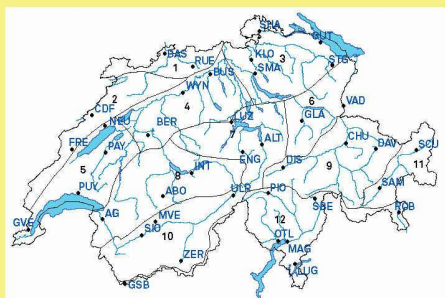 SHA
GUT
BAS
RUE
KLO
3
1
STG
BUS
SMA
WYN
2
4
6
CDF
VAD
NEU
LUZ
GLA
BER
7
FRE
PAY
ALT
CHU
DAV
SCU
ENG
5
8
INT
DIS
9
11
PUY
ABO
ULR
PIO
SAM
AG
SBE
ROB
GVE
MVE
12
SIO
10
OTL
MAG
ZER
LUG
GSB